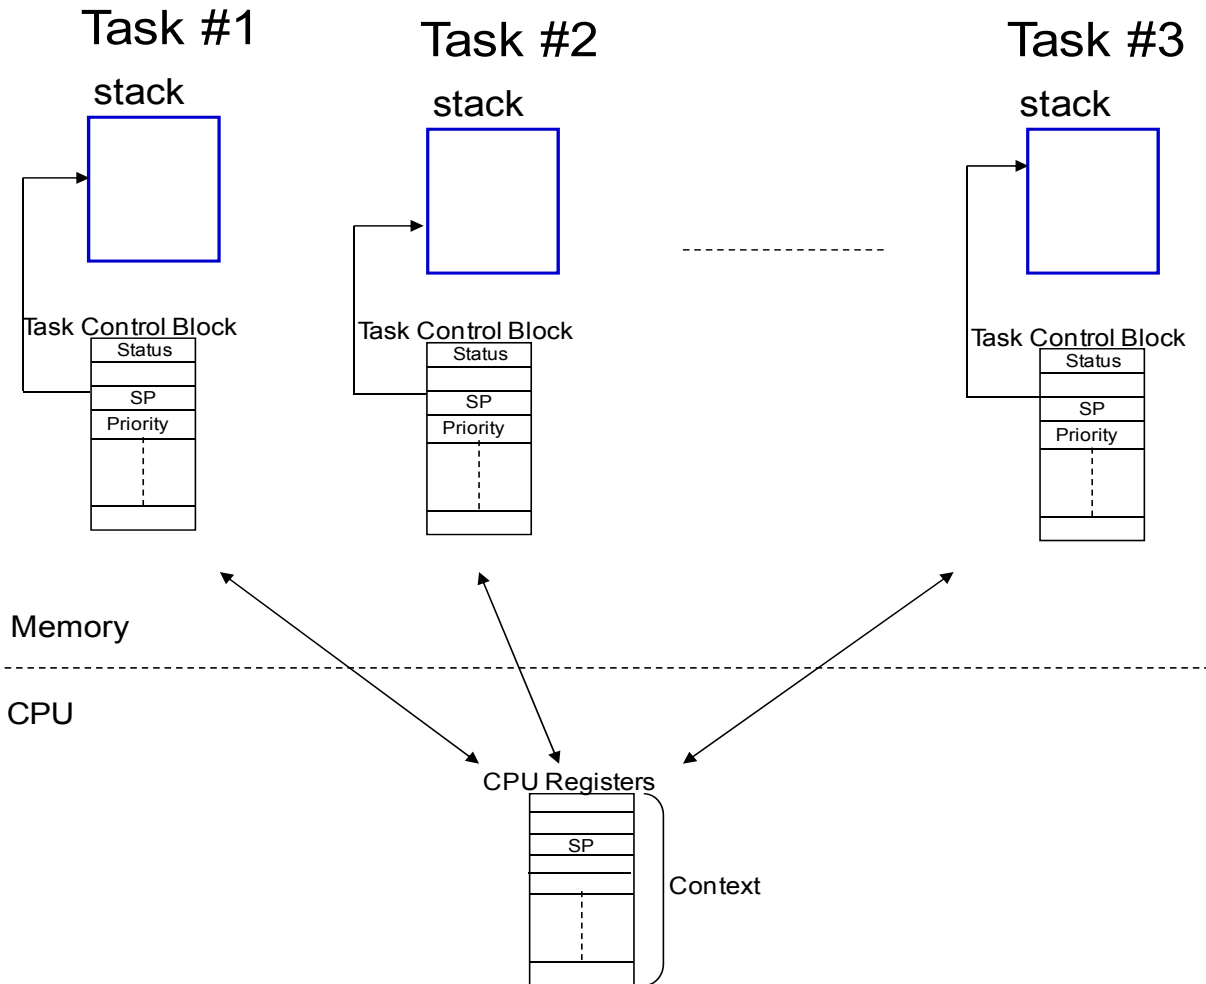 Task #1
Task #2
Task #3
stack
stack
stack
Task Control Block
Task Control Block
Task Control Block
Status
Status
Status
SP
SP
SP
Priority
Priority
Priority
Memory
CPU
CPU Registers
SP
Context